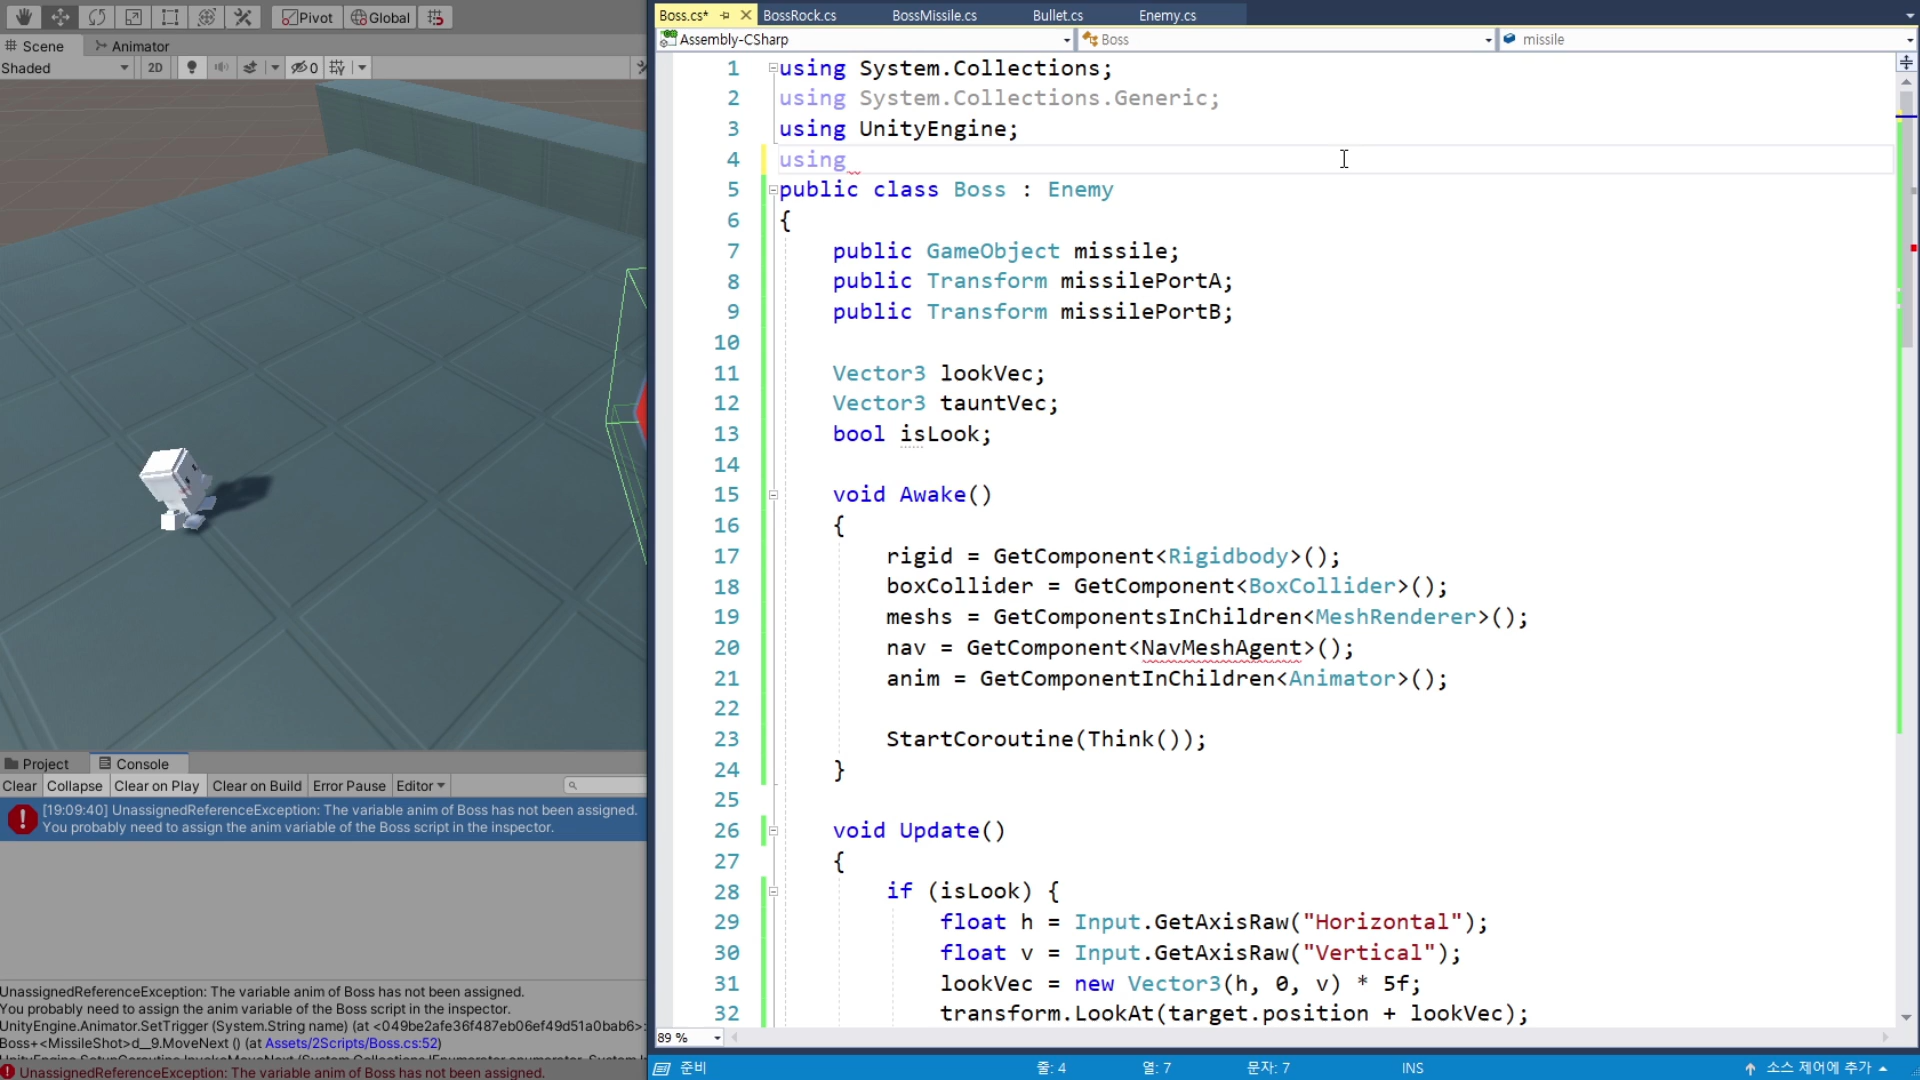 Pivot Global
Scene Animator
Shaded 2D 0
Project Console
Clear Collapse Clear on Play Clear on Build Error Pause Editor
[19:09:40] UnassignedReferenceException: The variable anim of Boss has not been assigned.
You probably need to assign the anim variable of the Boss script in the inspector.
UnassignedReferenceException: The variable anim of Boss has not been assigned.
You probably need to assign the anim variable of the Boss script in the inspector.
UnityEngine.Animator.SetTrigger (System.String name) (at <049be2afe36f487eb06ef49d51a0bab6>:
Boss+<MissileShot>d__9.MoveNext () (at Assets/2Scripts/Boss.cs:52)
UnassignedReferenceException: The variable anim of Boss has not been assigned.
Boss.cs* BossRock.cs BossMissile.cs Bullet.cs Enemy.cs
Assembly-CSharp Boss missile
1 using System.Collections;
2 using System.Collections.Generic;
3 using UnityEngine;
4 using
5 public class Boss : Enemy
6 {
7 public GameObject missile;
8 public Transform missilePortA;
9 public Transform missilePortB;
10
11 Vector3 lookVec;
12 Vector3 tauntVec;
13 bool isLook;
14
15 void Awake()
16 {
17 rigid = GetComponent<Rigidbody>();
18 boxCollider = GetComponent<BoxCollider>();
19 meshs = GetComponentsInChildren<MeshRenderer>();
20 nav = GetComponent<NavMeshAgent>();
21 anim = GetComponentInChildren<Animator>();
22
23 StartCoroutine(Think());
24 }
25
26 void Update()
27 {
28 if (isLook) {
29 float h = Input.GetAxisRaw("Horizontal");
30 float v = Input.GetAxisRaw("Vertical");
31 lookVec = new Vector3(h, 0, v) * 5f;
32 transform.LookAt(target.position + lookVec);
89 %
준비 줄: 4 열: 7 문자: 7 INS 소스 제어에 추가